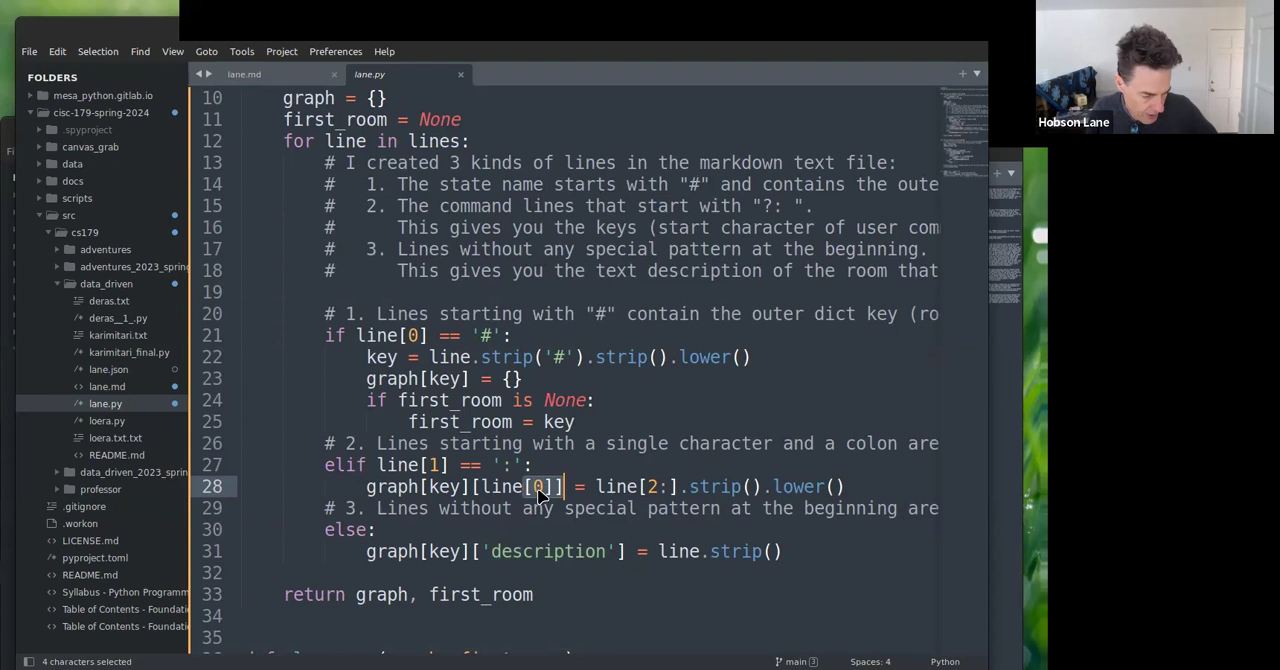 File Edit Selection Find View Goto Tools Project Preferences Help
FOLDERS
mesa_python.gitlab.io
cisc-179-spring-2024
.spyproject
canvas_grab
data
docs
scripts
src
cs179
adventures
adventures_2023_spring
data_driven
deras.txt
deras__1_.py
karimitari.txt
karimitari_final.py
lane.json
lane.md
lane.py
loera.py
loera.txt.txt
README.md
data_driven_2023_spring
professor
.gitignore
.workon
LICENSE.md
pyproject.toml
README.md
Syllabus - Python Programm
Table of Contents - Foundatio
Table of Contents - Foundati
lane.md
lane.py
10 graph = {}
11 first_room = None
12 for line in lines:
13 # I created 3 kinds of lines in the markdown text file:
14 # 1. The state name starts with "#" and contains the oute
15 # 2. The command lines that start with "?: ".
16 # This gives you the keys (start character of user com
17 # 3. Lines without any special pattern at the beginning.
18 # This gives you the text description of the room that
19
20 # 1. Lines starting with "#" contain the outer dict key (ro
21 if line[0] == '#':
22 key = line.strip('#').strip().lower()
23 graph[key] = {}
24 if first_room is None:
25 first_room = key
26 # 2. Lines starting with a single character and a colon are
27 elif line[1] == ':':
28 graph[key][line[0]] = line[2:].strip().lower()
29 # 3. Lines without any special pattern at the beginning are
30 else:
31 graph[key]['description'] = line.strip()
32
33 return graph, first_room
34
35
4 characters selected
main 3
Spaces: 4
Python
Hobson Lane